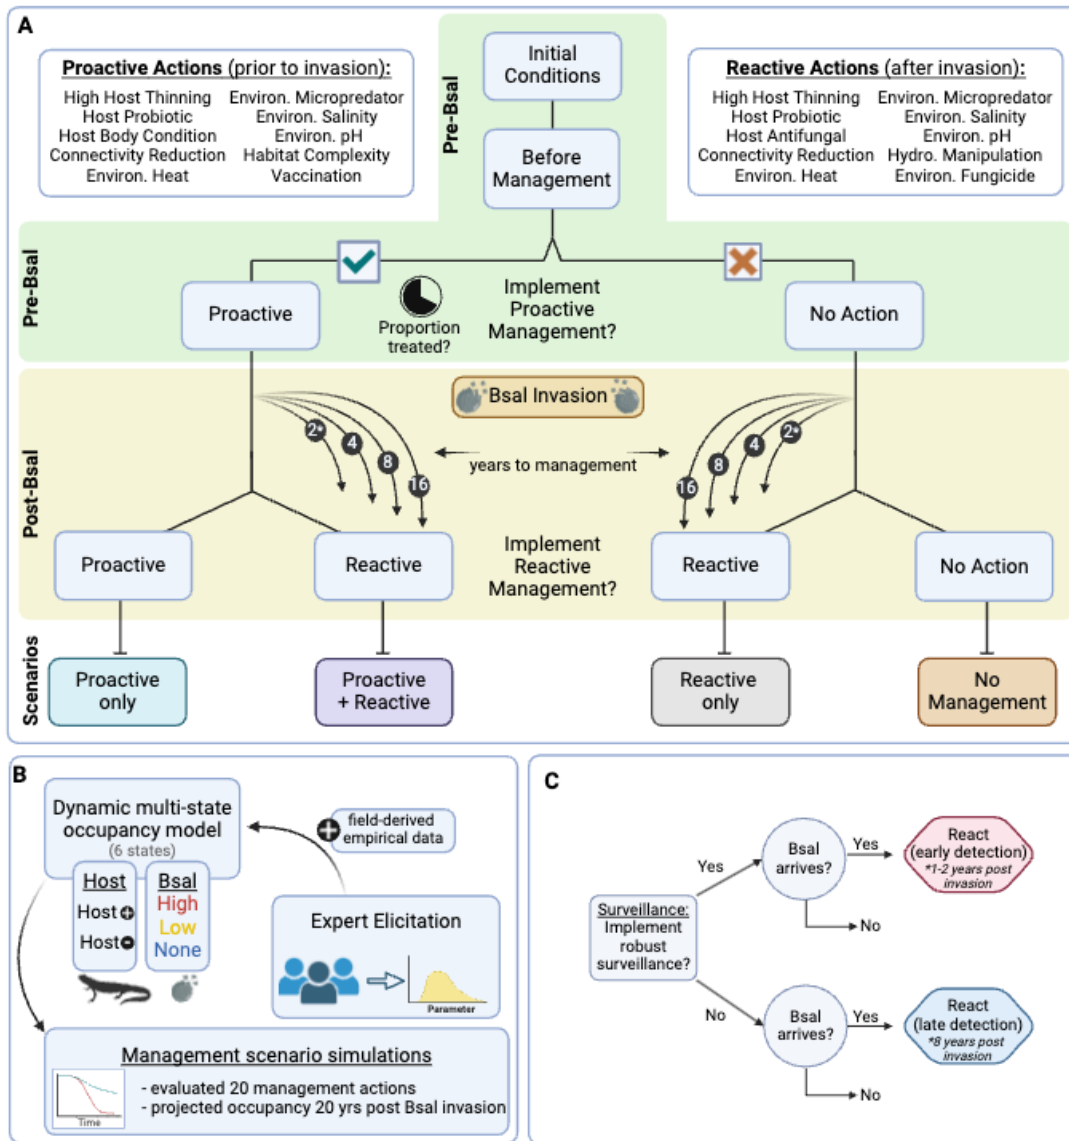 A
Proactive Actions (prior to invasion):
High Host Thinning
Host Probiotic
Host Body Condition
Connectivity Reduction
Environ. Heat
Environ. Micropredator
Environ. Salinity
Environ. pH
Habitat Complexity
Vaccination
Pre-Bsal
Initial
Conditions
Before
Management
Reactive Actions (after invasion):
High Host Thinning
Host Probiotic
Host Antifungal
Connectivity Reduction
Environ. Heat
Environ. Micropredator
Environ. Salinity
Environ. pH
Hydro. Manipulation
Environ. Fungicide
Pre-Bsal
Proactive
Proportion
treated?
Implement
Proactive
Management?
No Action
Post-Bsal
Bsal Invasion
2*
4
8
16
years to management
16
8
4
2*
Proactive
Reactive
Implement
Reactive
Management?
Reactive
No Action
Scenarios
Proactive
only
Proactive
+ Reactive
Reactive
only
No
Management
B
Dynamic multi-state
occupancy model
(6 states)
Host
Host +
Host -
Bsal
High
Low
None
+ field-derived
empirical data
Expert Elicitation
Parameter
Management scenario simulations
- evaluated 20 management actions
- projected occupancy 20 yrs post Bsal invasion
Time
C
Surveillance:
Implement
robust
surveillance?
Yes
Bsal
arrives?
Yes
React
(early detection)
*1-2 years post
invasion
No
No
Bsal
arrives?
Yes
React
(late detection)
*8 years post
invasion
No